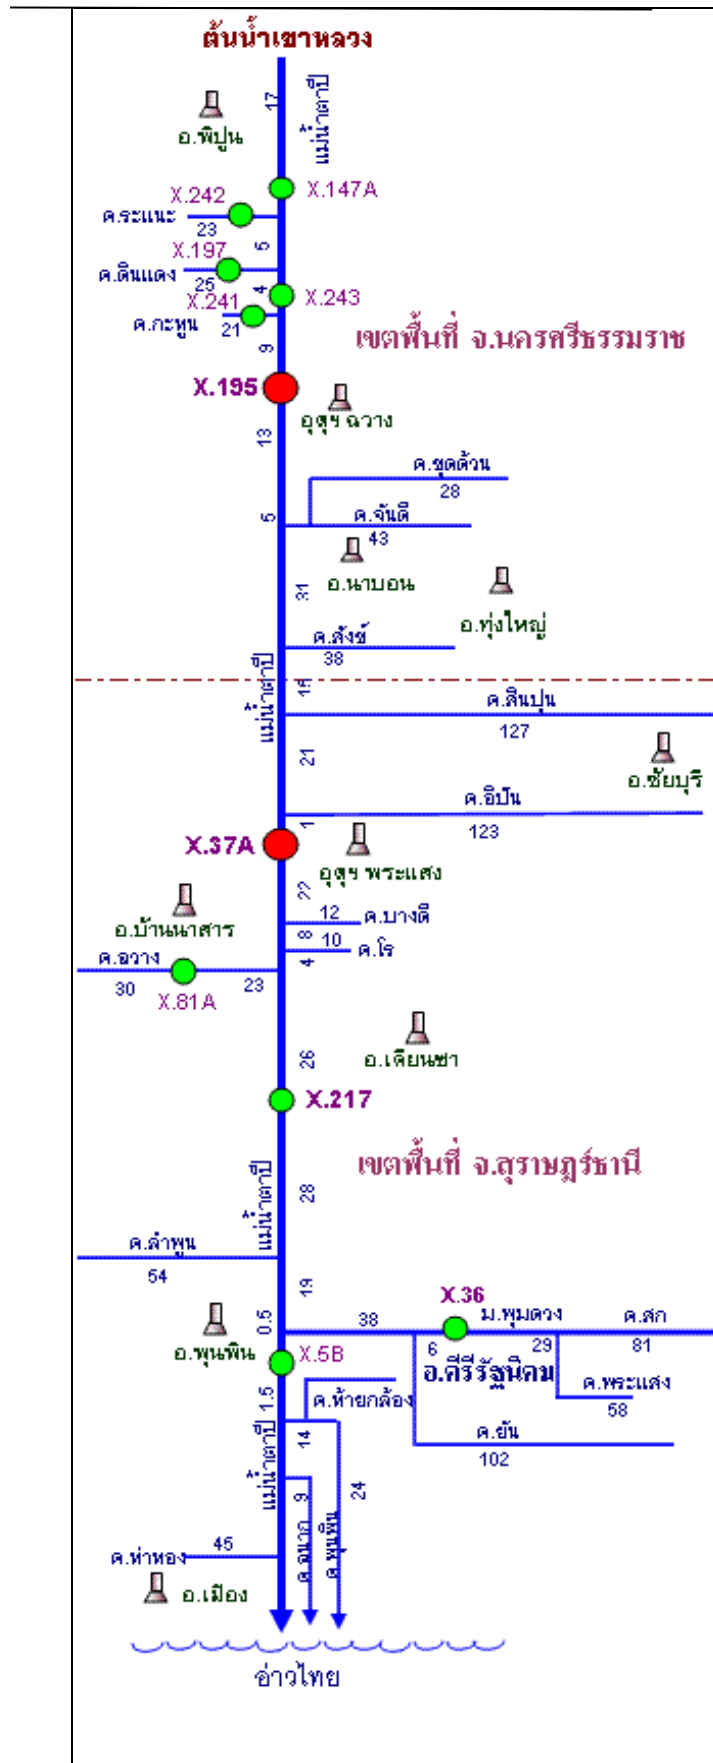 ต้นน้ำเขาหลวง
17
แม่น้ำตาปี
อ.พิปูน
X.242
X.147A
ค.ระแนะ
23
5
X.197
ค.ดินแดง
25
4
X.243
X.241
ค.กะทูน
21
9
เขตพื้นที่ จ.นครศรีธรรมราช
X.195
อุตุฯ ฉวาง
13
ค.ขุดด้วน
28
5
ค.จันดี
43
อ.นาบอน
31
อ.ทุ่งใหญ่
ค.สังข์
38
แม่น้ำตาปี
15
ค.สินปุน
127
21
อ.ชัยบุรี
ค.อิปัน
123
1
X.37A
อุตุฯ พระแสง
22
อ.บ้านนาสาร
12
ค.บางดี
8
10
ค.โร
ค.อวาง
4
30
23
X.81A
26
อ.เคียนซา
X.217
เขตพื้นที่ จ.สุราษฎร์ธานี
แม่น้ำตาปี
28
ค.ลำพูน
54
19
X.36
0.5
38
ม.พุมดวง
ค.สก
อ.พุนพิน
6
29
81
X.5B
อ.คีรีรัฐนิคม
1.5
ค.ห้ายกล้อง
ค.พระแสง
58
14
ค.ยัน
102
แม่น้ำตาปี
9
24
ค.ฉนาก
ค.พุนพิน
45
ค.ท่าทอง
อ.เมือง
อ่าวไทย